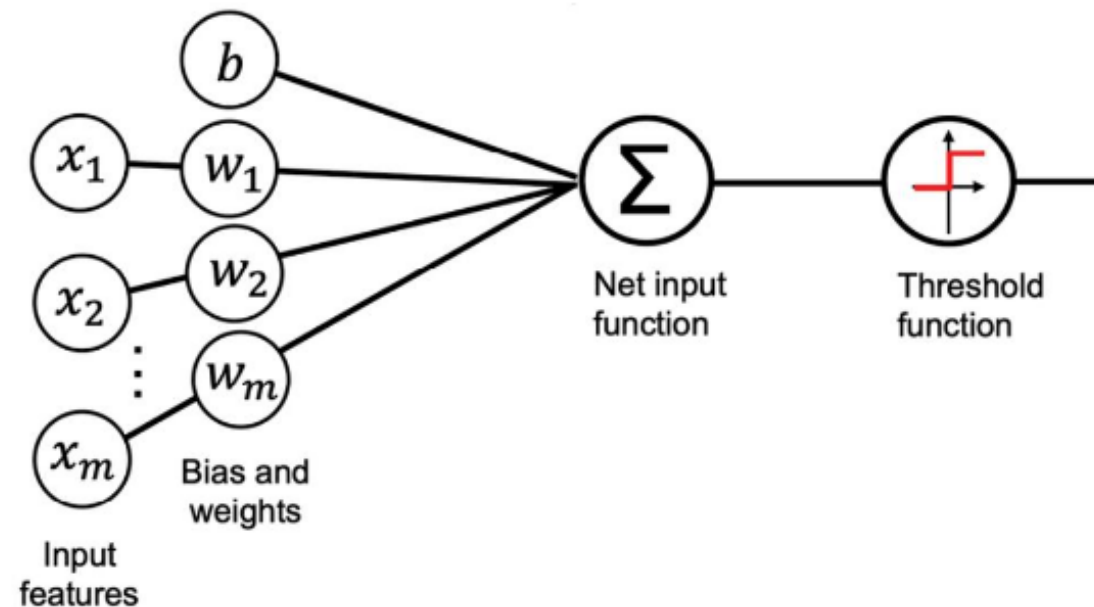 b
x₁
w₁
x₂
w₂
⋮
xₘ
wₘ
Σ
Bias and
weights
Input
features
Net input
function
Threshold
function